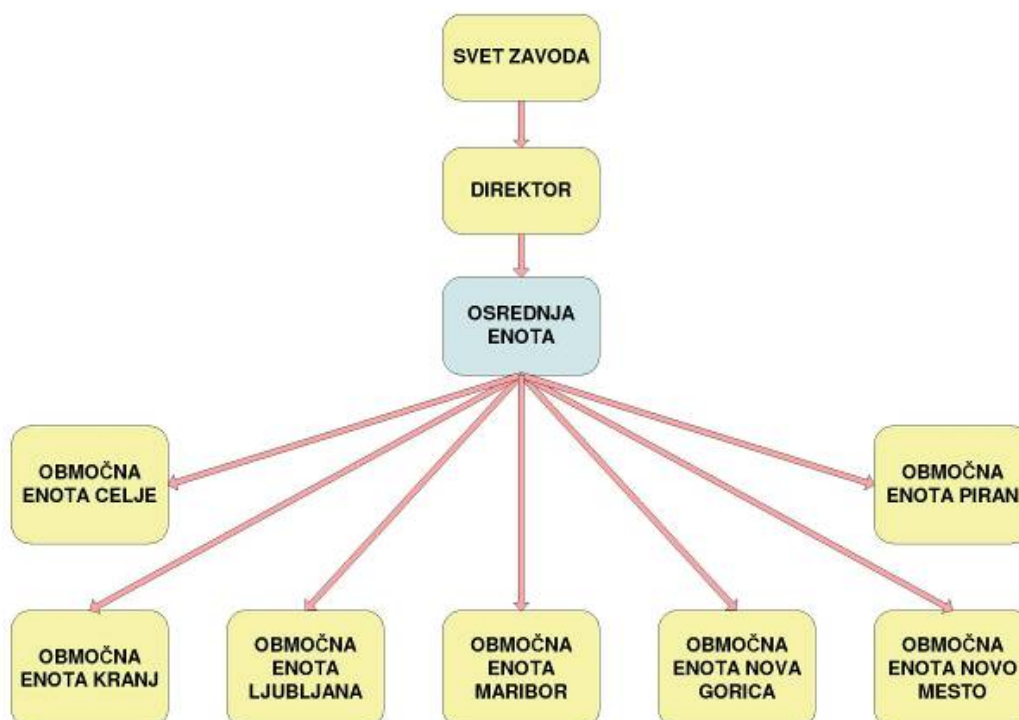 SVET ZAVODA
DIREKTOR
OSREDNJA
ENOTA
OBMOČNA
ENOTA CELJE
OBMOČNA
ENOTA PIRAN
OBMOČNA
ENOTA KRANJ
OBMOČNA
ENOTA
LJUBLJANA
OBMOČNA
ENOTA
MARIBOR
OBMOČNA
ENOTA NOVA
GORICA
OBMOČNA
ENOTA NOVO
MESTO